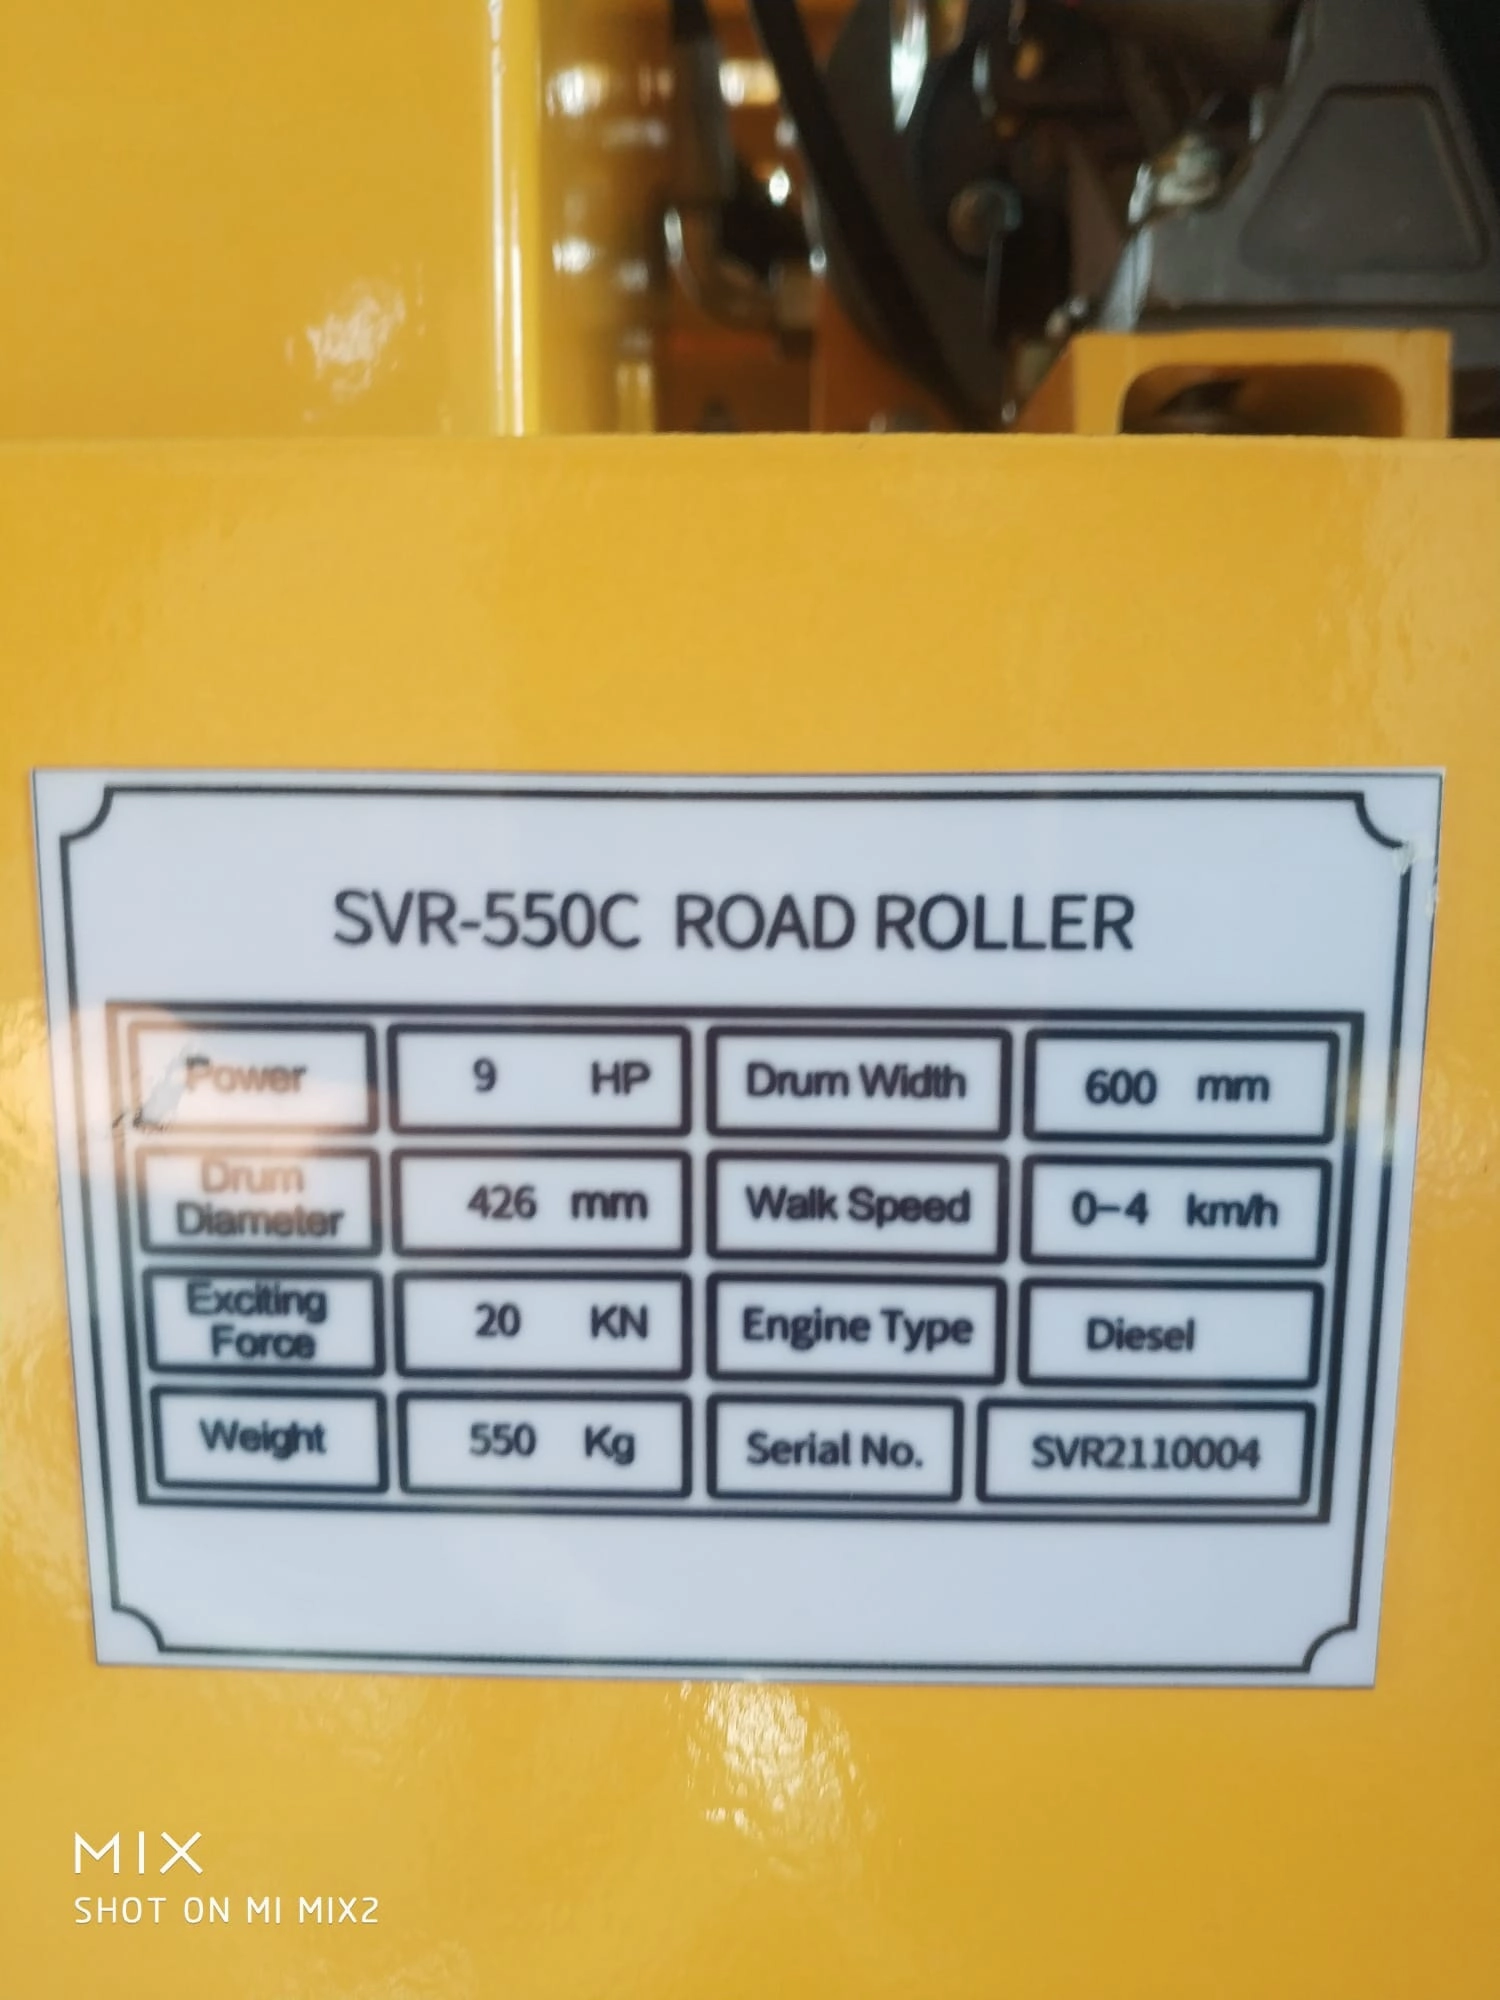 SVR-550C ROAD ROLLER
Power 9 HP Drum Width 600 mm
Drum Diameter 426 mm Walk Speed 0-4 km/h
Exciting Force 20 KN Engine Type Diesel
Weight 550 Kg Serial No. SVR2110004
MIX
SHOT ON MI MIX2